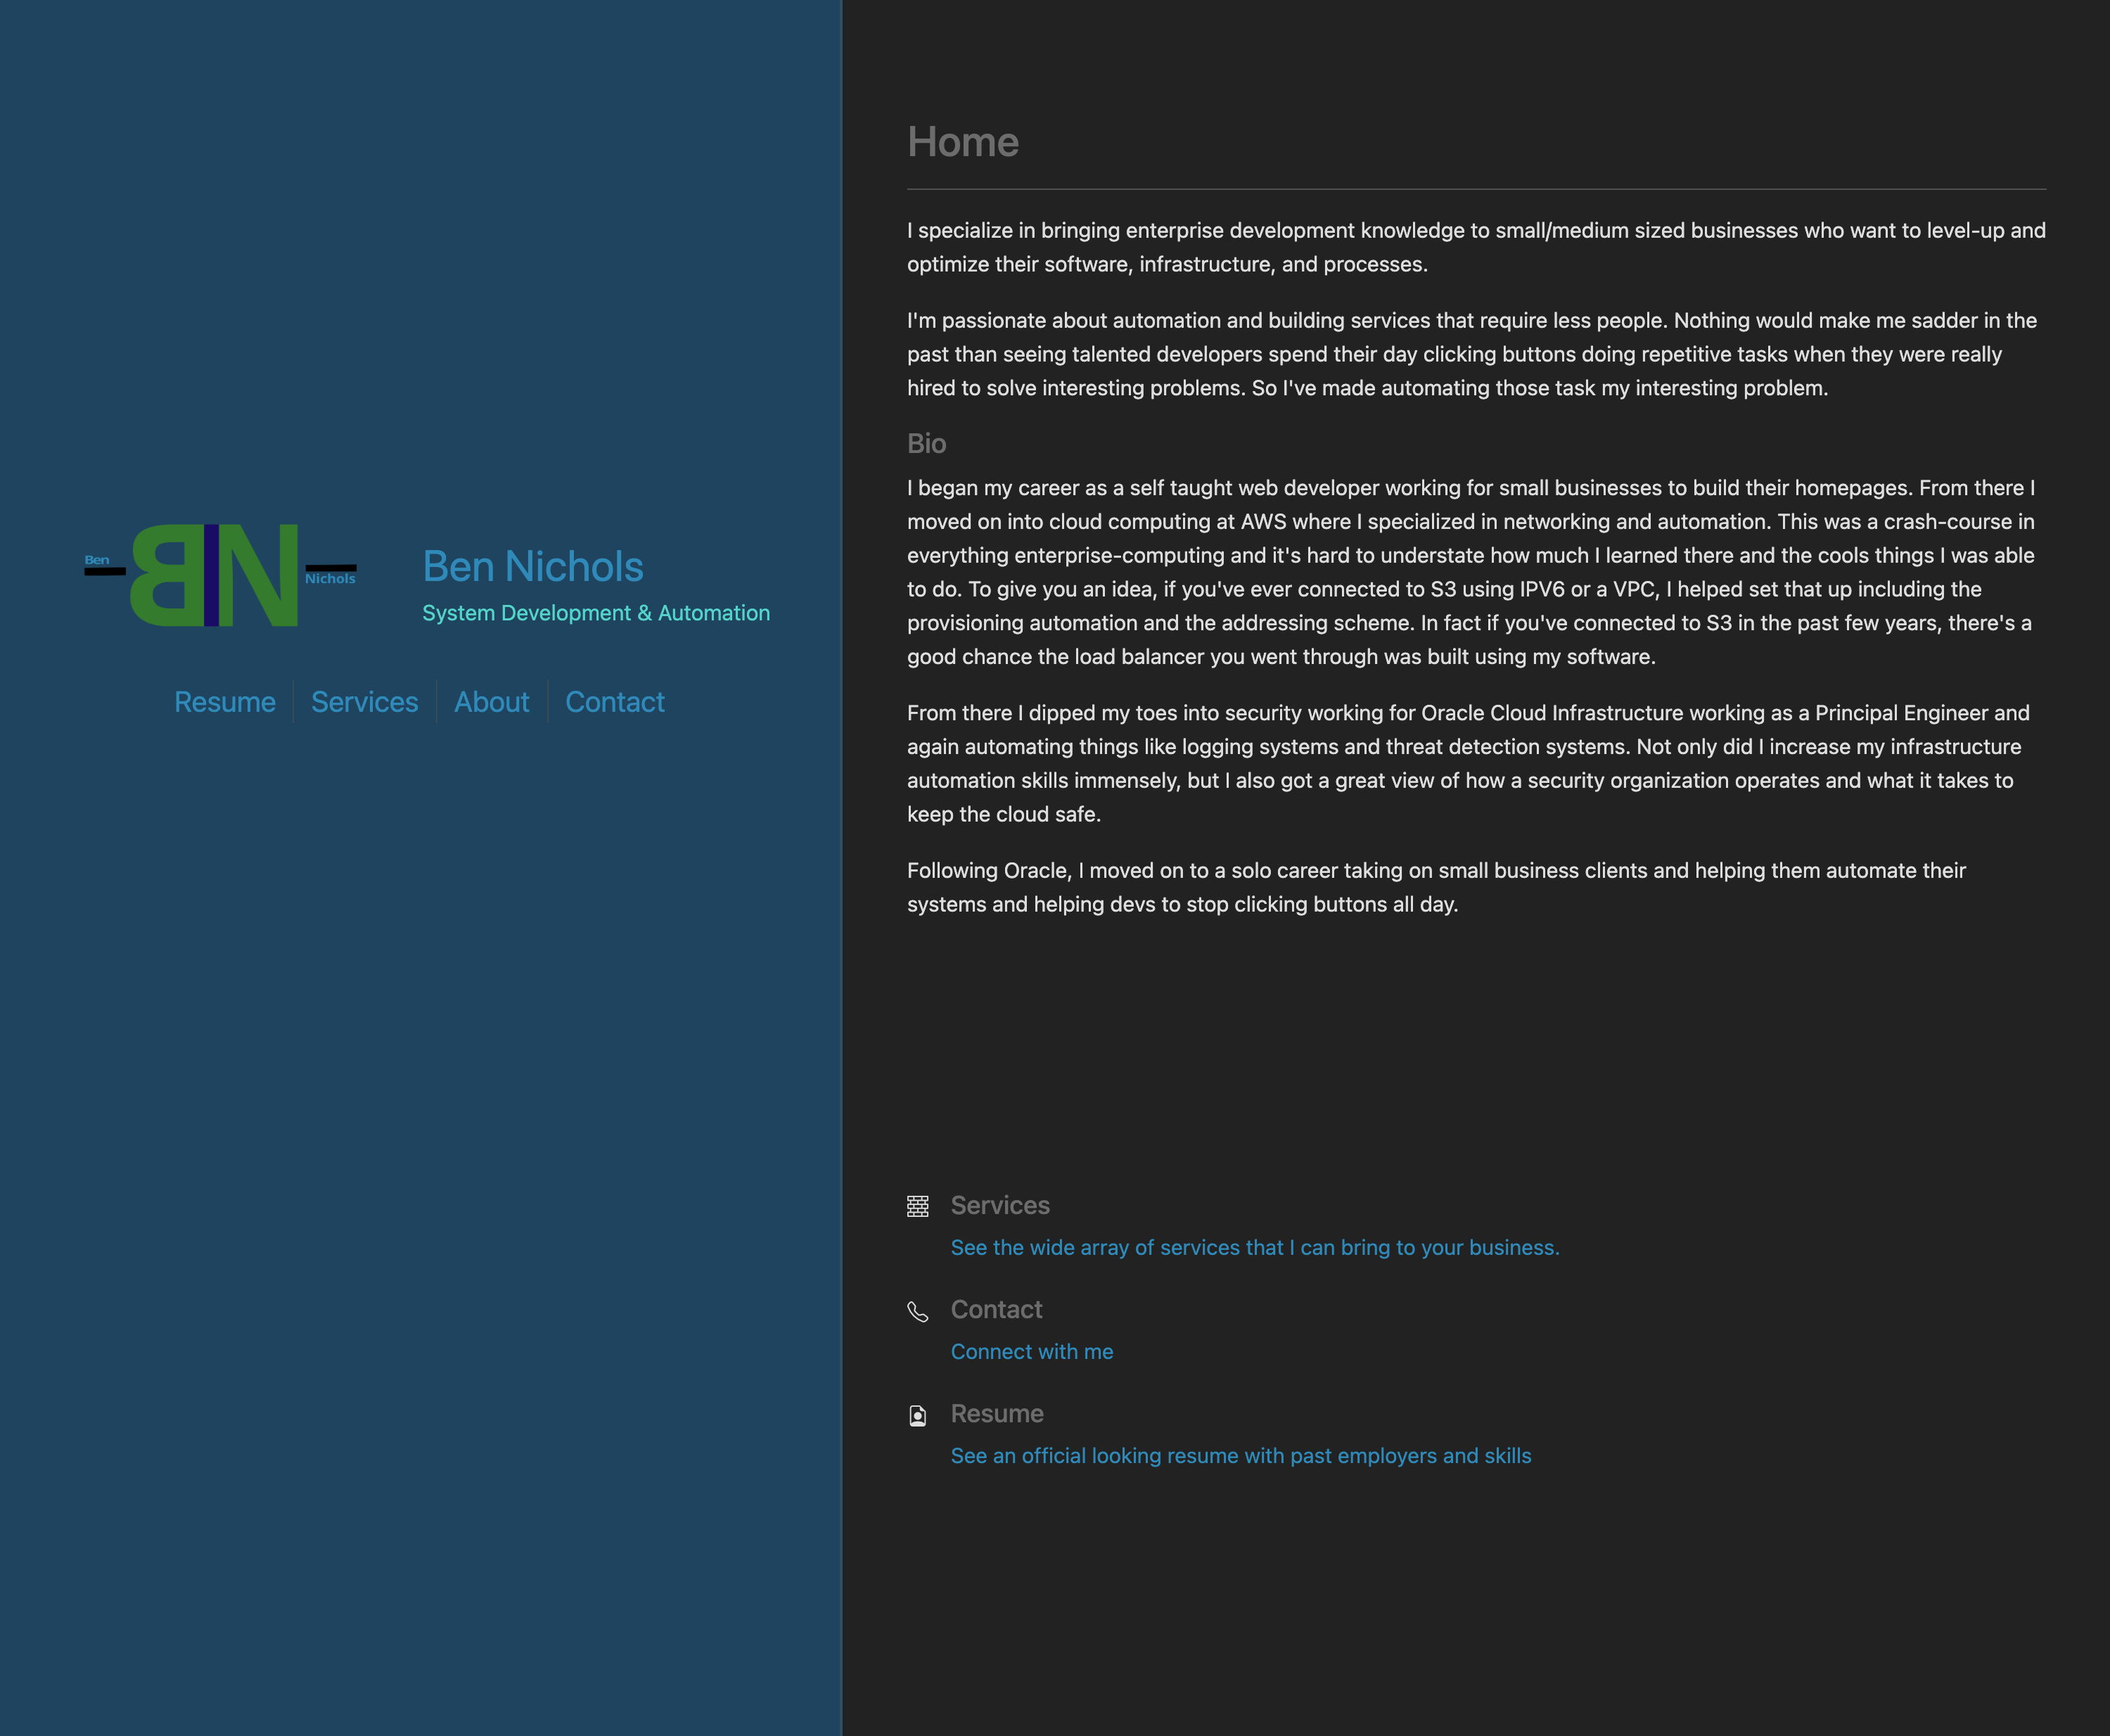 Ben
BN
Nichols
Ben Nichols
System Development & Automation
Resume
Services
About
Contact
Home
I specialize in bringing enterprise development knowledge to small/medium sized businesses who want to level-up and
optimize their software, infrastructure, and processes.
I'm passionate about automation and building services that require less people. Nothing would make me sadder in the
past than seeing talented developers spend their day clicking buttons doing repetitive tasks when they were really
hired to solve interesting problems. So I've made automating those task my interesting problem.
Bio
I began my career as a self taught web developer working for small businesses to build their homepages. From there I
moved on into cloud computing at AWS where I specialized in networking and automation. This was a crash-course in
everything enterprise-computing and it's hard to understate how much I learned there and the cools things I was able
to do. To give you an idea, if you've ever connected to S3 using IPV6 or a VPC, I helped set that up including the
provisioning automation and the addressing scheme. In fact if you've connected to S3 in the past few years, there's a
good chance the load balancer you went through was built using my software.
From there I dipped my toes into security working for Oracle Cloud Infrastructure working as a Principal Engineer and
again automating things like logging systems and threat detection systems. Not only did I increase my infrastructure
automation skills immensely, but I also got a great view of how a security organization operates and what it takes to
keep the cloud safe.
Following Oracle, I moved on to a solo career taking on small business clients and helping them automate their
systems and helping devs to stop clicking buttons all day.
Services
See the wide array of services that I can bring to your business.
Contact
Connect with me
Resume
See an official looking resume with past employers and skills